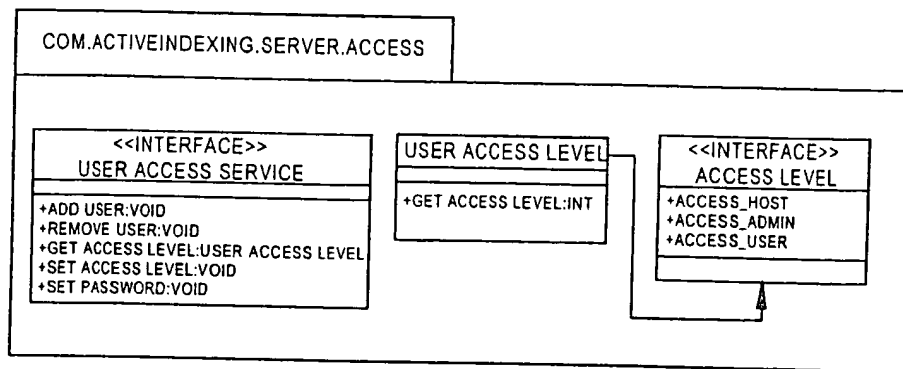 COM.ACTIVEINDEXING.SERVER.ACCESS
<<INTERFACE>>
USER ACCESS SERVICE
+ADD USER:VOID
+REMOVE USER:VOID
+GET ACCESS LEVEL:USER ACCESS LEVEL
+SET ACCESS LEVEL:VOID
+SET PASSWORD:VOID
USER ACCESS LEVEL
+GET ACCESS LEVEL:INT
<<INTERFACE>>
ACCESS LEVEL
+ACCESS_HOST
+ACCESS_ADMIN
+ACCESS_USER